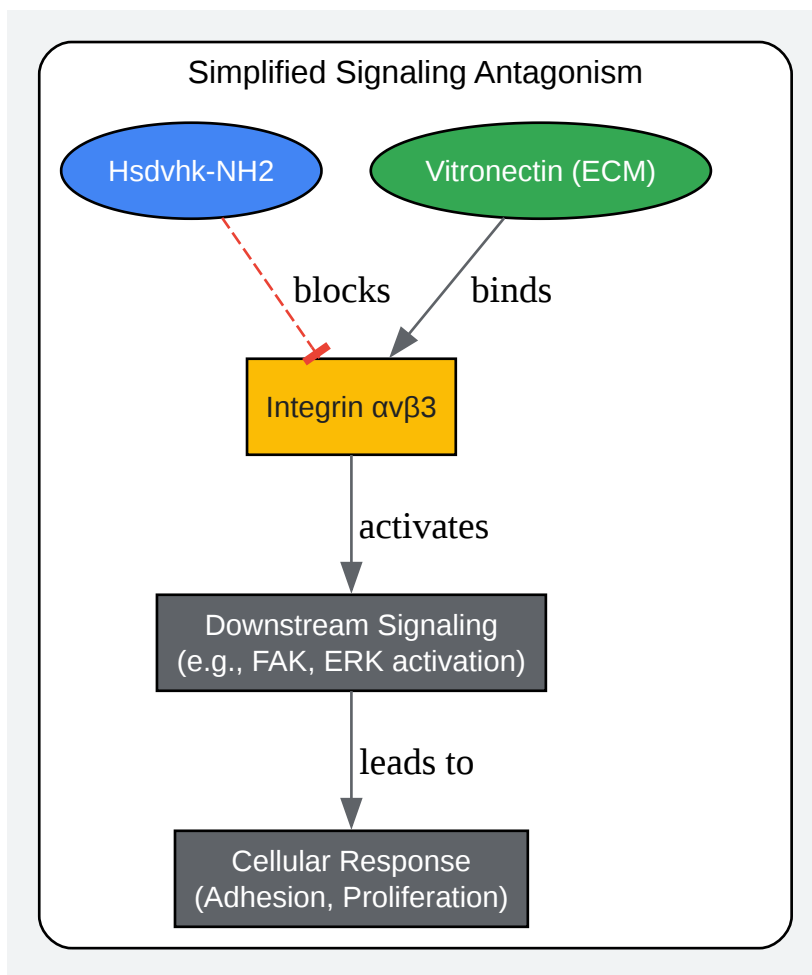 Simplified Signaling Antagonism
Hsdvhk-NH2
Vitronectin (ECM)
blocks
binds
Integrin αvβ3
activates
Downstream Signaling
(e.g., FAK, ERK activation)
leads to
Cellular Response
(Adhesion, Proliferation)